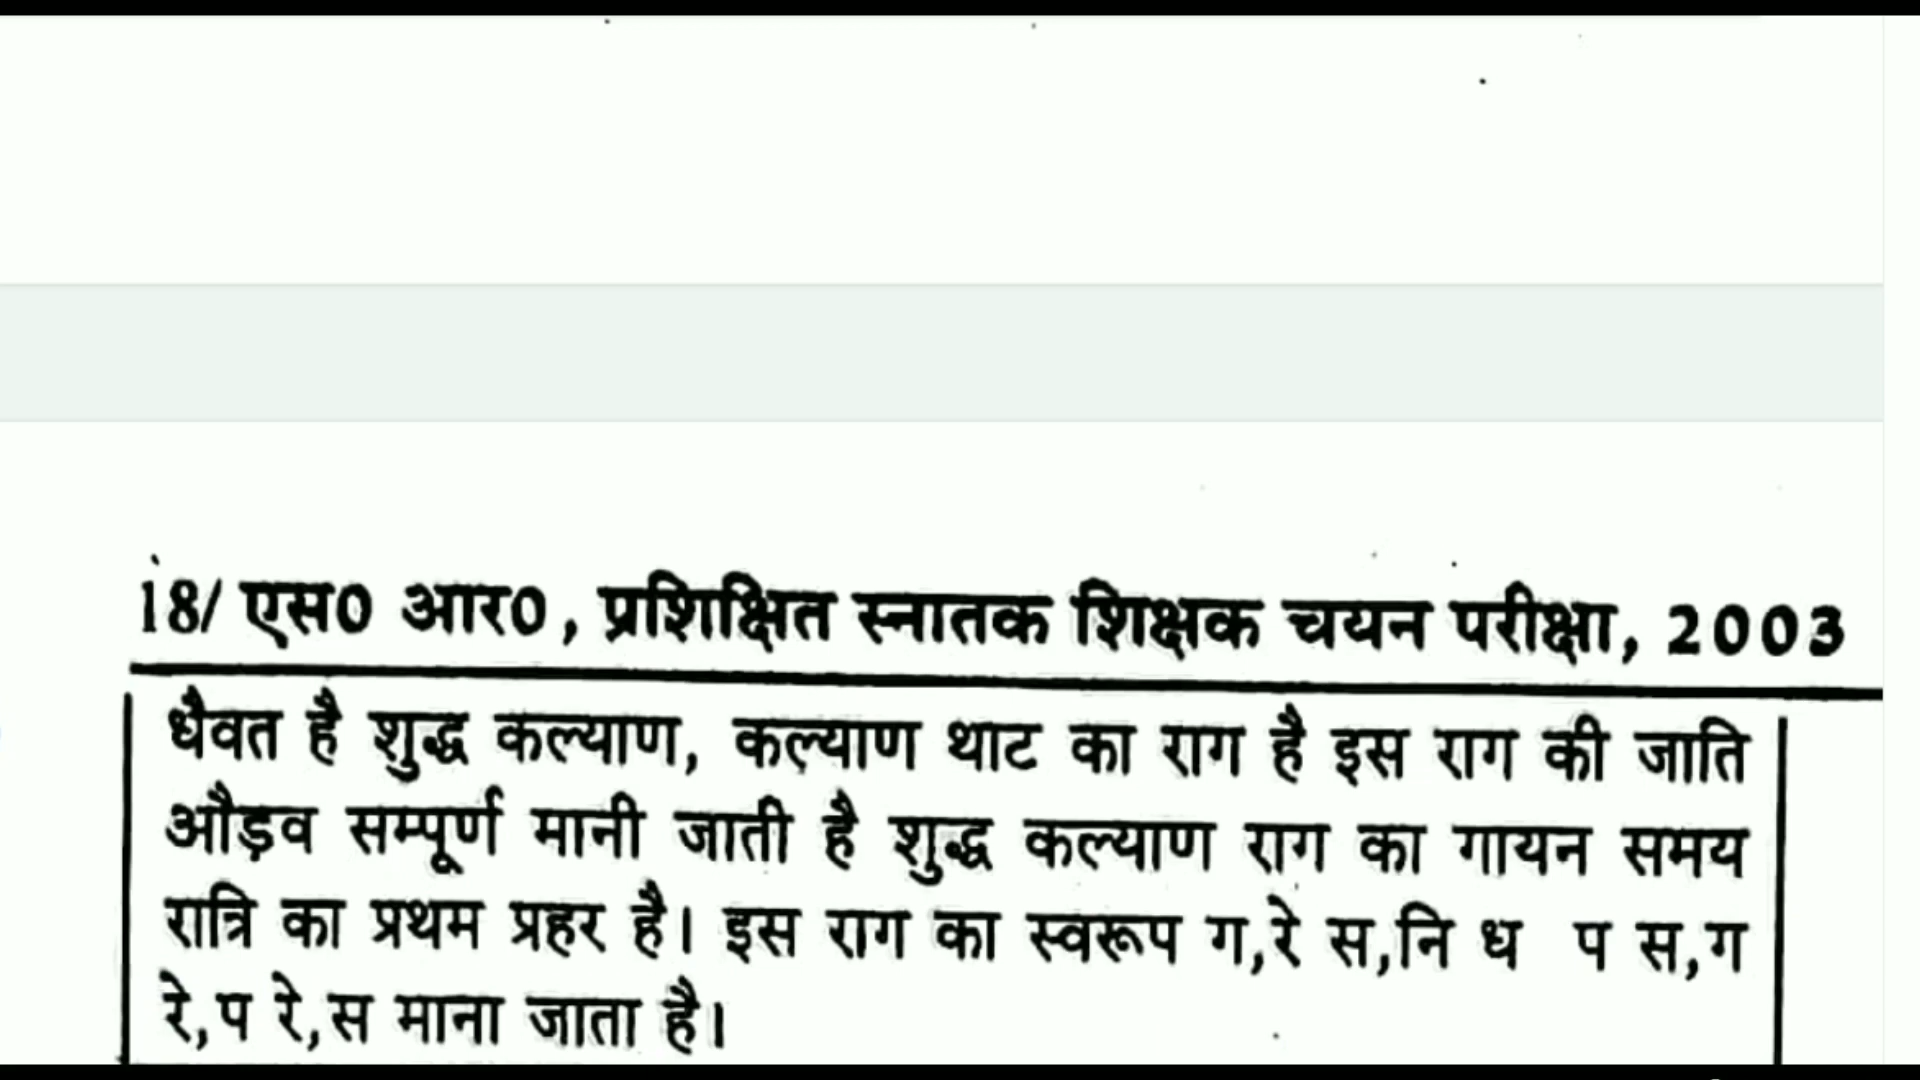 18/ एस0 आर0, प्रशिक्षित स्नातक शिक्षक चयन परीक्षा, 2003
धैवत है शुद्ध कल्याण, कल्याण थाट का राग है इस राग की जाति
औड़व सम्पूर्ण मानी जाती है शुद्ध कल्याण राग का गायन समय
रात्रि का प्रथम प्रहर है। इस राग का स्वरूप ग,रे स,नि ध प स,ग
रे,प रे,स माना जाता है।